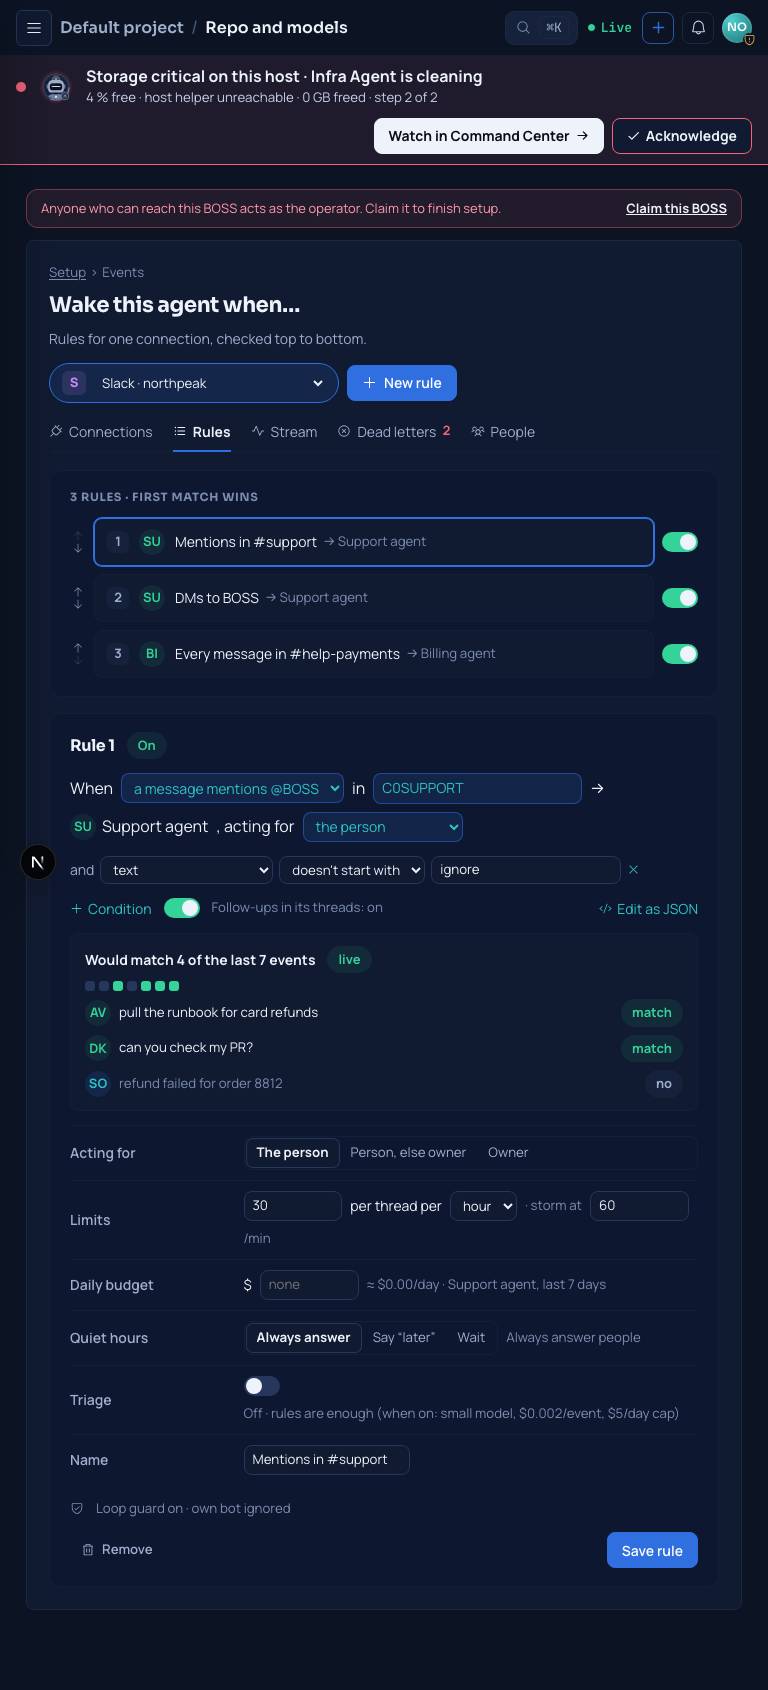 Default project / Repo and models
⌘K
Live
NO
Storage critical on this host · Infra Agent is cleaning
4 % free · host helper unreachable · 0 GB freed · step 2 of 2
Watch in Command Center →
Acknowledge
Anyone who can reach this BOSS acts as the operator. Claim it to finish setup.
Claim this BOSS
Setup > Events
Wake this agent when...
Rules for one connection, checked top to bottom.
S Slack · northpeak
+ New rule
Connections
Rules
Stream
Dead letters 2
People
3 RULES · FIRST MATCH WINS
1 SU Mentions in #support → Support agent
2 SU DMs to BOSS → Support agent
3 BI Every message in #help-payments → Billing agent
Rule 1 On
When a message mentions @BOSS in C0SUPPORT →
SU Support agent , acting for the person
N
and text doesn't start with ignore ×
+ Condition Follow-ups in its threads: on
</> Edit as JSON
Would match 4 of the last 7 events live
AV pull the runbook for card refunds match
DK can you check my PR? match
SO refund failed for order 8812 no
Acting for The person Person, else owner Owner
Limits 30 per thread per hour · storm at 60
/min
Daily budget $ none ≈ $0.00/day · Support agent, last 7 days
Quiet hours Always answer Say “later” Wait Always answer people
Triage
Off · rules are enough (when on: small model, $0.002/event, $5/day cap)
Name Mentions in #support
Loop guard on · own bot ignored
Remove
Save rule